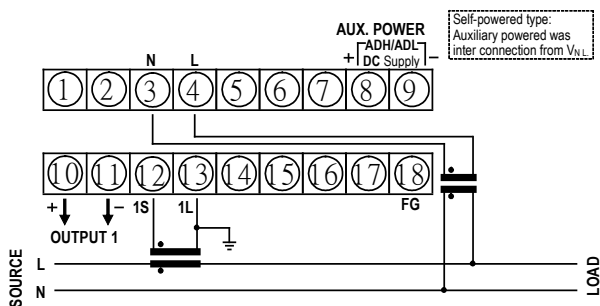 AUX. POWER
Self-powered type:
Auxiliary powered was
inter connection from VNL.
ADH/ADL
+ DC Supply −
N L
1 2 3 4 5 6 7 8 9
10 11 12 13 14 15 16 17 18
+ − 1S 1L FG
OUTPUT 1
SOURCE
L
N
LOAD